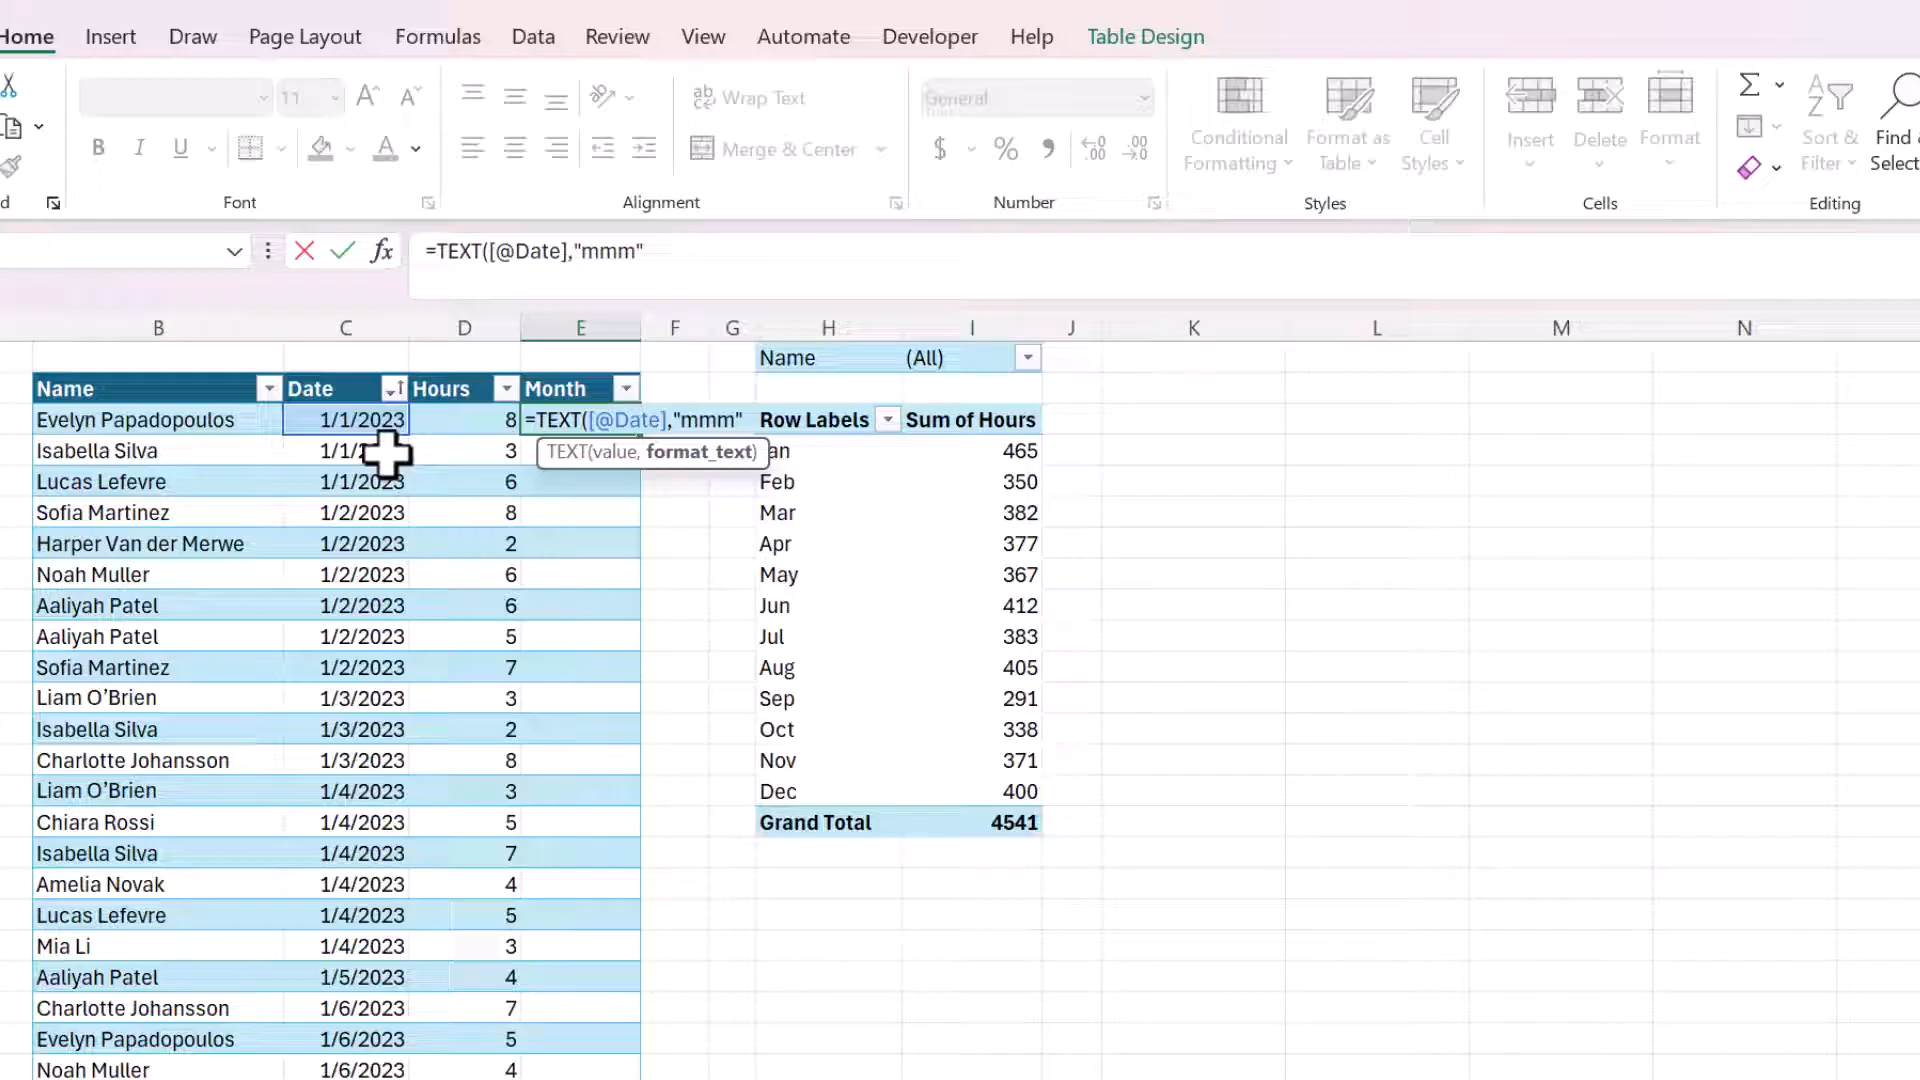 Home Insert Draw Page Layout Formulas Data Review View Automate Developer Help Table Design
11 A A ab Wrap Text General Conditional Format as Cell Insert Delete Format Sort & Find &
B I U A Merge & Center $ % Formatting Table Styles Filter Select
d Font Alignment Number Styles Cells Editing
fx =TEXT([@Date],"mmm"
B C D E F G H I J K L M N
Name (All)
Name Date Hours Month
Evelyn Papadopoulos 1/1/2023 8 =TEXT([@Date],"mmm" Row Labels Sum of Hours
Isabella Silva 1/1/2 3 TEXT(value, format_text) an 465
Lucas Lefevre 1/1/2023 6 Feb 350
Sofia Martinez 1/2/2023 8 Mar 382
Harper Van der Merwe 1/2/2023 2 Apr 377
Noah Muller 1/2/2023 6 May 367
Aaliyah Patel 1/2/2023 6 Jun 412
Aaliyah Patel 1/2/2023 5 Jul 383
Sofia Martinez 1/2/2023 7 Aug 405
Liam O’Brien 1/3/2023 3 Sep 291
Isabella Silva 1/3/2023 2 Oct 338
Charlotte Johansson 1/3/2023 8 Nov 371
Liam O’Brien 1/4/2023 3 Dec 400
Chiara Rossi 1/4/2023 5 Grand Total 4541
Isabella Silva 1/4/2023 7
Amelia Novak 1/4/2023 4
Lucas Lefevre 1/4/2023 5
Mia Li 1/4/2023 3
Aaliyah Patel 1/5/2023 4
Charlotte Johansson 1/6/2023 7
Evelyn Papadopoulos 1/6/2023 5
Noah Muller 1/6/2023 4